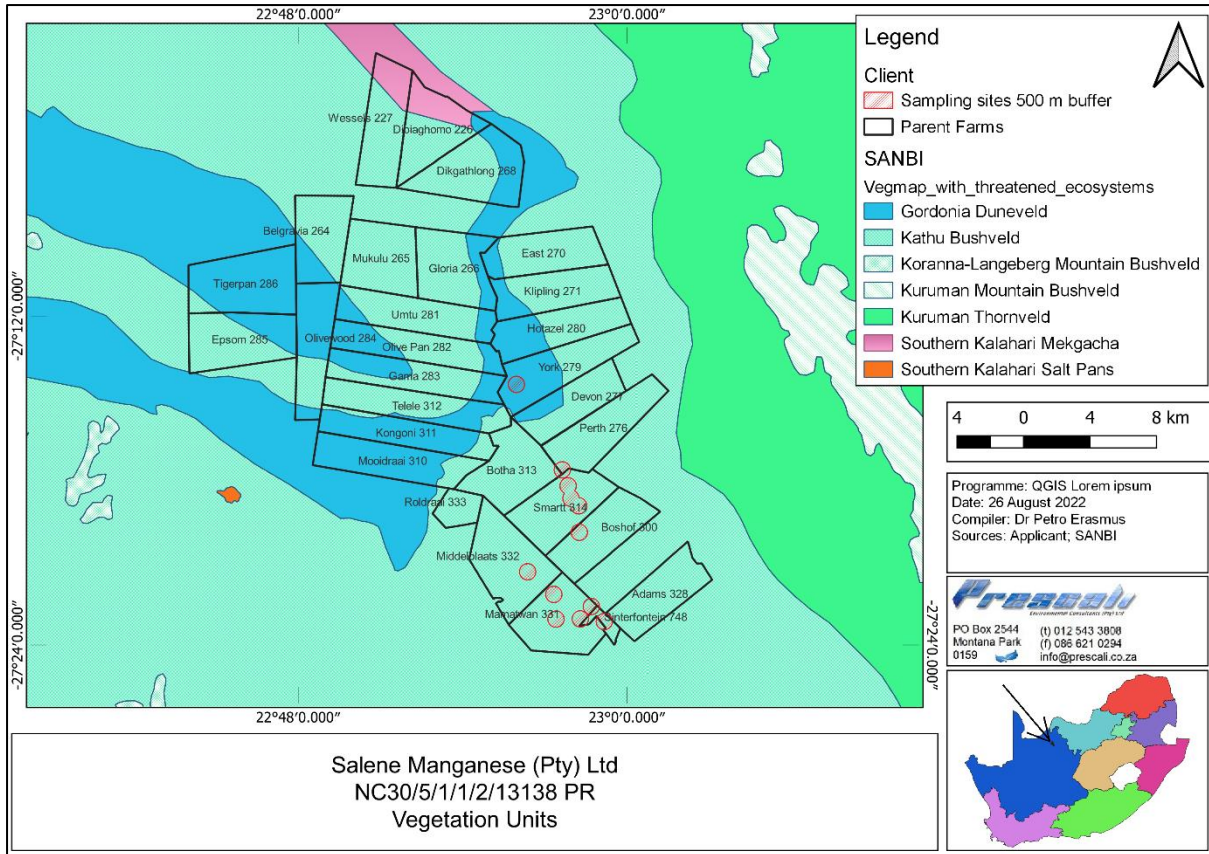 22°48'0.000" 23°0'0.000"
Wessels 227
Dibiaghomo 226
Dikgathlong 268
Belgravia 264
East 270
Mukulu 265
Gloria 266
Tigerpan 286
Klipling 271
Umtu 281
Hotazel 280
Epsom 285
Olivewood 284
Olive Pan 282
York 279
Gama 283
Devon 277
Telele 312
Perth 276
Kongoni 311
Mooidraai 310
Botha 313
Roldraai 333
Smartt 314
Boshof 300
Middelplaats 332
Adams 328
Mamatwan 331
Sinterfontein 748
-27°12'0.000"
-27°24'0.000"
-27°24'0.000"
22°48'0.000" 23°0'0.000"
Legend
Client
Sampling sites 500 m buffer
Parent Farms
SANBI
Vegmap_with_threatened_ecosystems
Gordonia Duneveld
Kathu Bushveld
Koranna-Langeberg Mountain Bushveld
Kuruman Mountain Bushveld
Kuruman Thornveld
Southern Kalahari Mekgacha
Southern Kalahari Salt Pans
4 0 4 8 km
Programme: QGIS Lorem ipsum
Date: 26 August 2022
Compiler: Dr Petro Erasmus
Sources: Applicant; SANBI
Prescali
Environmental Consultants (Pty) Ltd
PO Box 2544 (t) 012 543 3808
Montana Park (f) 086 621 0294
0159 info@prescali.co.za
Salene Manganese (Pty) Ltd
NC30/5/1/1/2/13138 PR
Vegetation Units